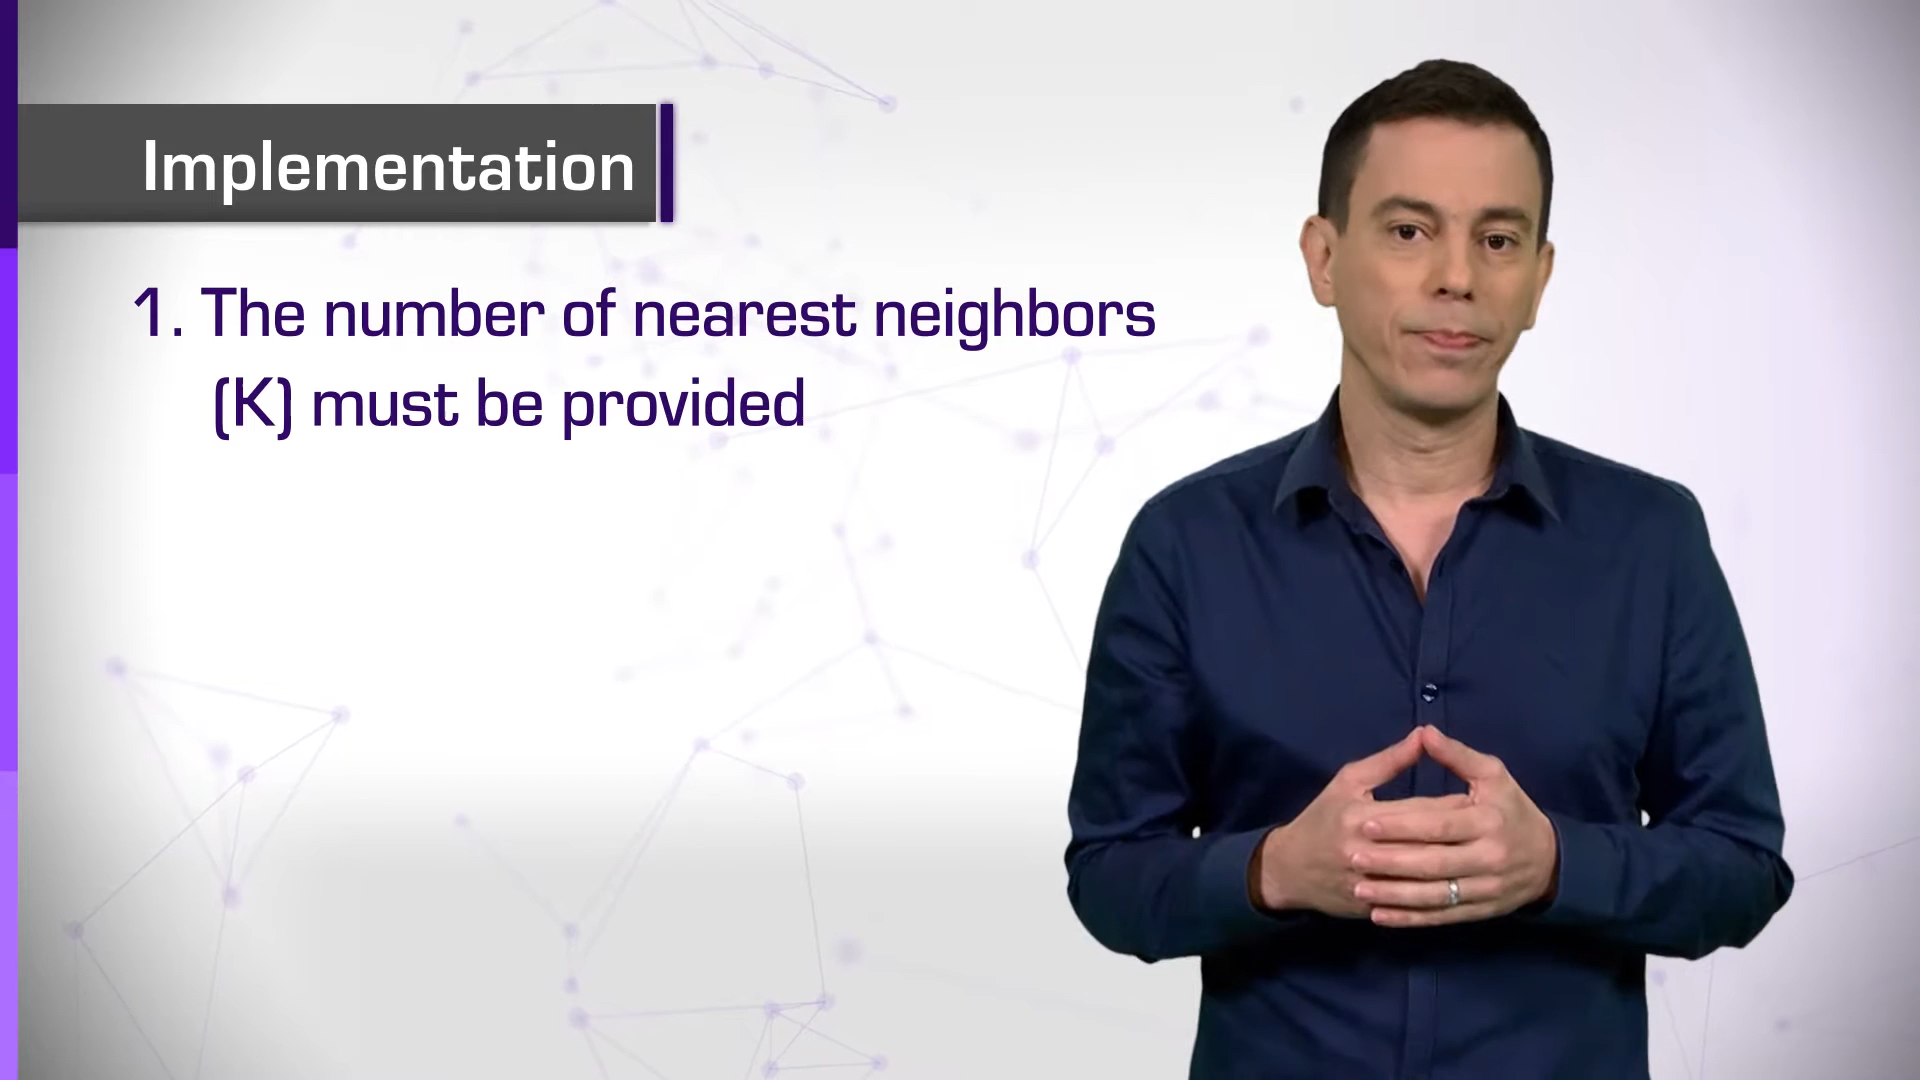 Implementation
1. The number of nearest neighbors
(K) must be provided